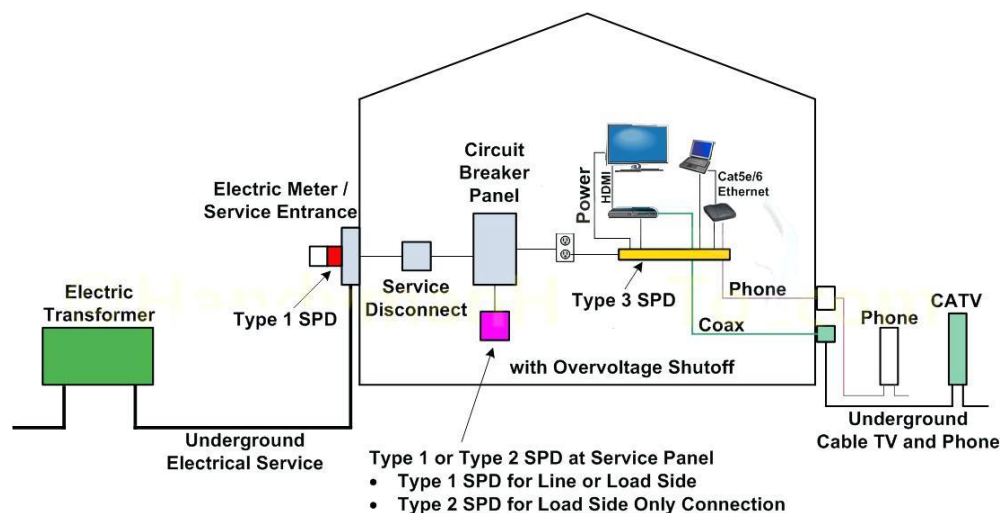 Circuit
Breaker
Panel
Electric Meter /
Service Entrance
Power
HDMI
Cat5e/6
Ethernet
Electric
Transformer
Type 1 SPD
Service
Disconnect
Type 3 SPD
Phone
Coax
Phone
CATV
with Overvoltage Shutoff
Underground
Electrical Service
Underground
Cable TV and Phone
Type 1 or Type 2 SPD at Service Panel
• Type 1 SPD for Line or Load Side
• Type 2 SPD for Load Side Only Connection